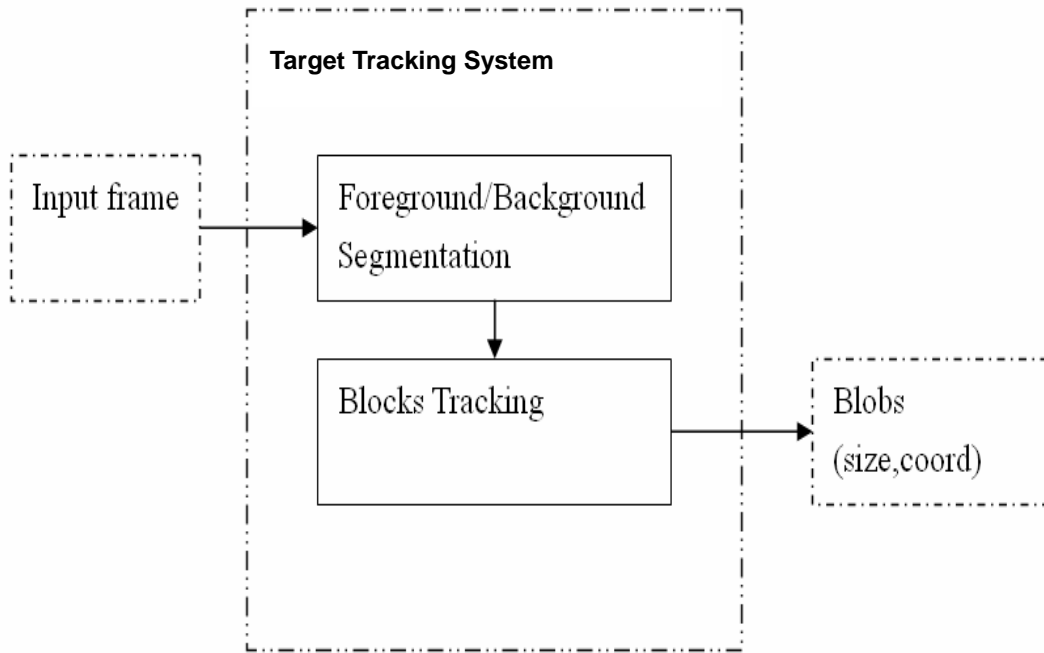 Target Tracking System
Input frame
Foreground/Background
Segmentation
Blocks Tracking
Blobs
(size,coord)